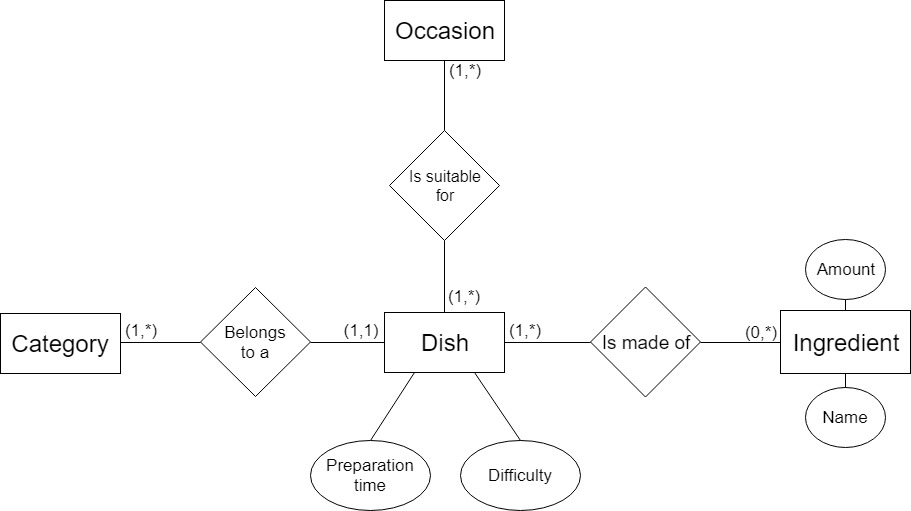 Occasion
(1,*)
Is suitable
for
(1,*)
Amount
Category
(1,*)
Belongs
to a
(1,1)
Dish
(1,*)
Is made of
(0,*)
Ingredient
Name
Preparation
time
Difficulty